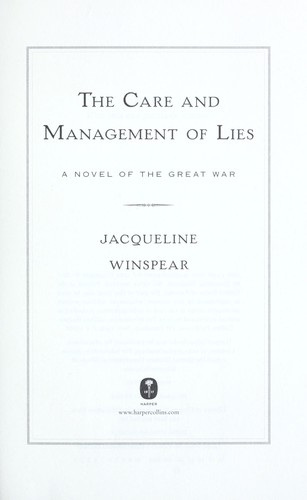 THE CARE AND
MANAGEMENT OF LIES
A NOVEL OF THE GREAT WAR
JACQUELINE
WINSPEAR
HARPER
www.harpercollins.com